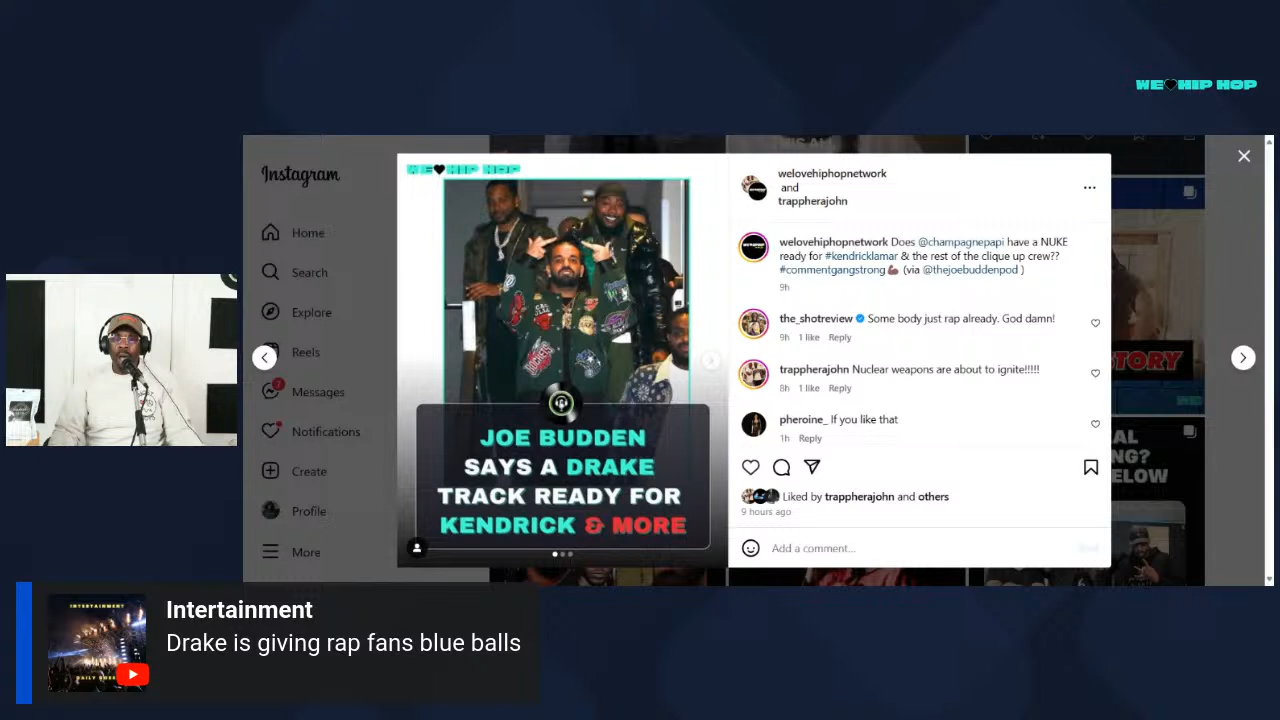 WE🖤HIP HOP
Instagram
Home
Search
Explore
Reels
7
Messages
Notifications
Create
Profile
More
WE🖤HIP HOP
JOE BUDDEN
SAYS A DRAKE
TRACK READY FOR
KENDRICK & MORE
welovehiphopnetwork
and
trappherajohn
welovehiphopnetwork Does @champagnepapi have a NUKE
ready for #kendricklamar & the rest of the clique up crew??
#commentgangstrong💪🏾 (via @thejoebuddenpod )
9h
the_shotreview Some body just rap already. God damn!
9h 1 like Reply
trappherajohn Nuclear weapons are about to ignite!!!!!
8h 1 like Reply
pheroine_ If you like that
1h Reply
Liked by trappherajohn and others
9 hours ago
Add a comment...
STORY
INTERTAINMENT
Intertainment
Drake is giving rap fans blue balls